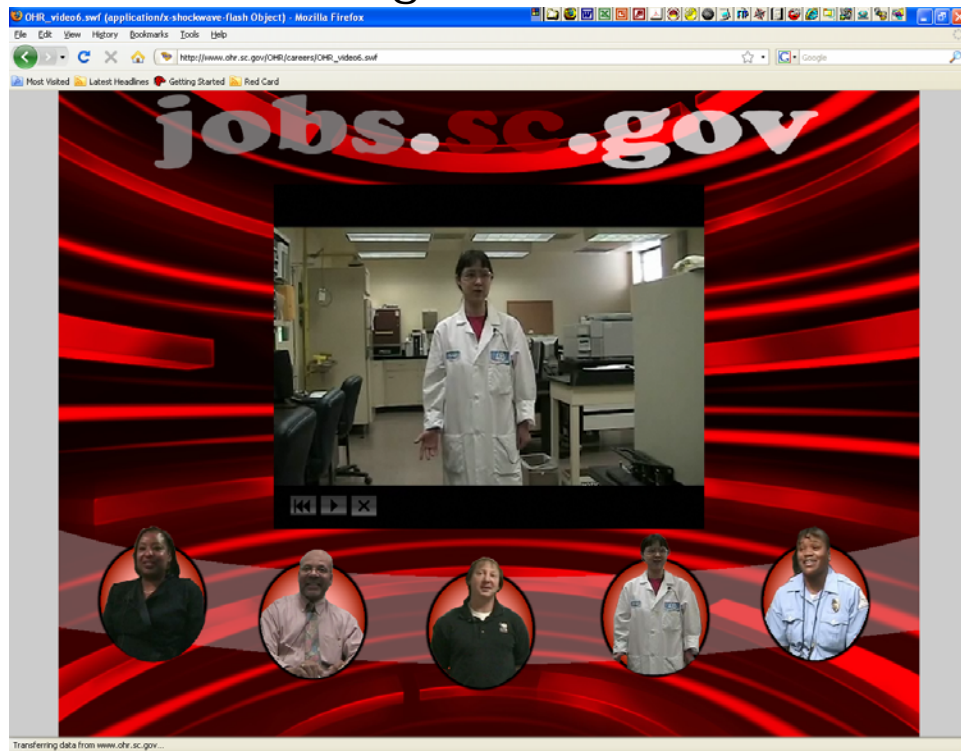 OHR_video6.swf (application/x-shockwave-flash Object) - Mozilla Firefox
File Edit View History Bookmarks Tools Help
http://www.ohr.sc.gov/OHR/careers/OHR_video6.swf
Google
Most Visited Latest Headlines Getting Started Red Card
jobs.sc.gov
Transferring data from www.ohr.sc.gov...